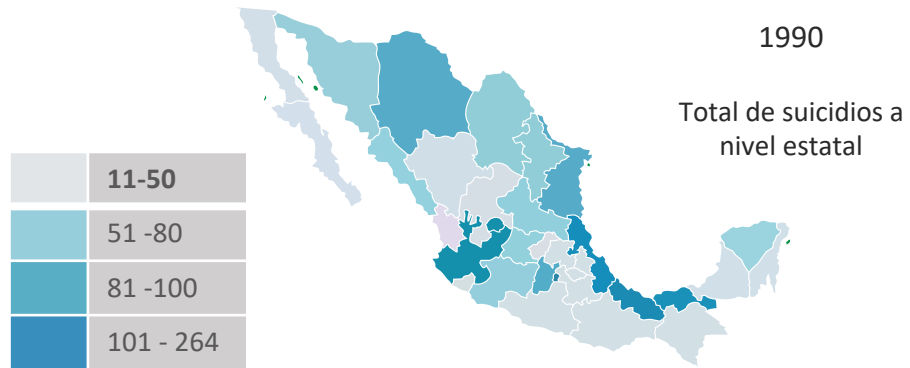 1990
Total de suicidios a
nivel estatal
11-50
51 -80
81 -100
101 - 264